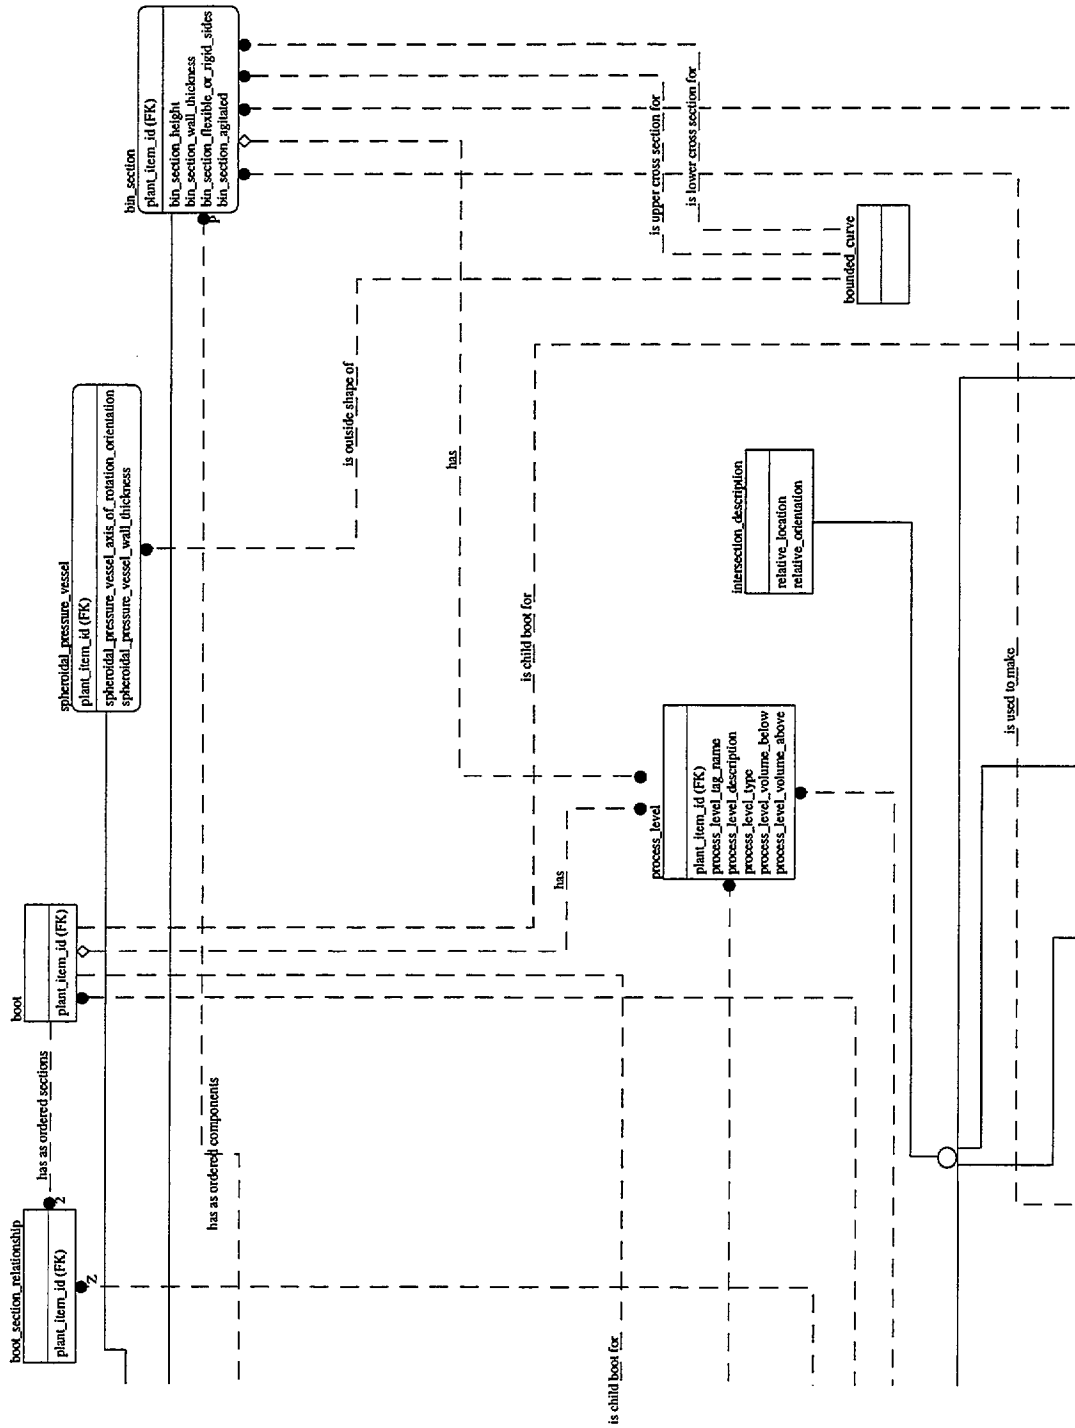 boot_section_relationship
plant_item_id (FK)
Z
2
has as ordered sections
boot
plant_item_id (FK)
spheroidal_pressure_vessel
plant_item_id (FK)
spheroidal_pressure_vessel_axis_of_rotation_orientation
spheroidal_pressure_vessel_wall_thickness
bin_section
plant_item_id (FK)
bin_section_height
bin_section_wall_thickness
bin_section_flexible_or_rigid_sides
bin_section_agitated
P
has as ordered components
is outside shape of
has
is child boot for
has
is child boot for
process_level
plant_item_id (FK)
process_level_tag_name
process_level_description
process_level_type
process_level_volume_below
process_level_volume_above
intersection_description
relative_location
relative_orientation
is upper cross section for
is lower cross section for
bounded_curve
is used to make